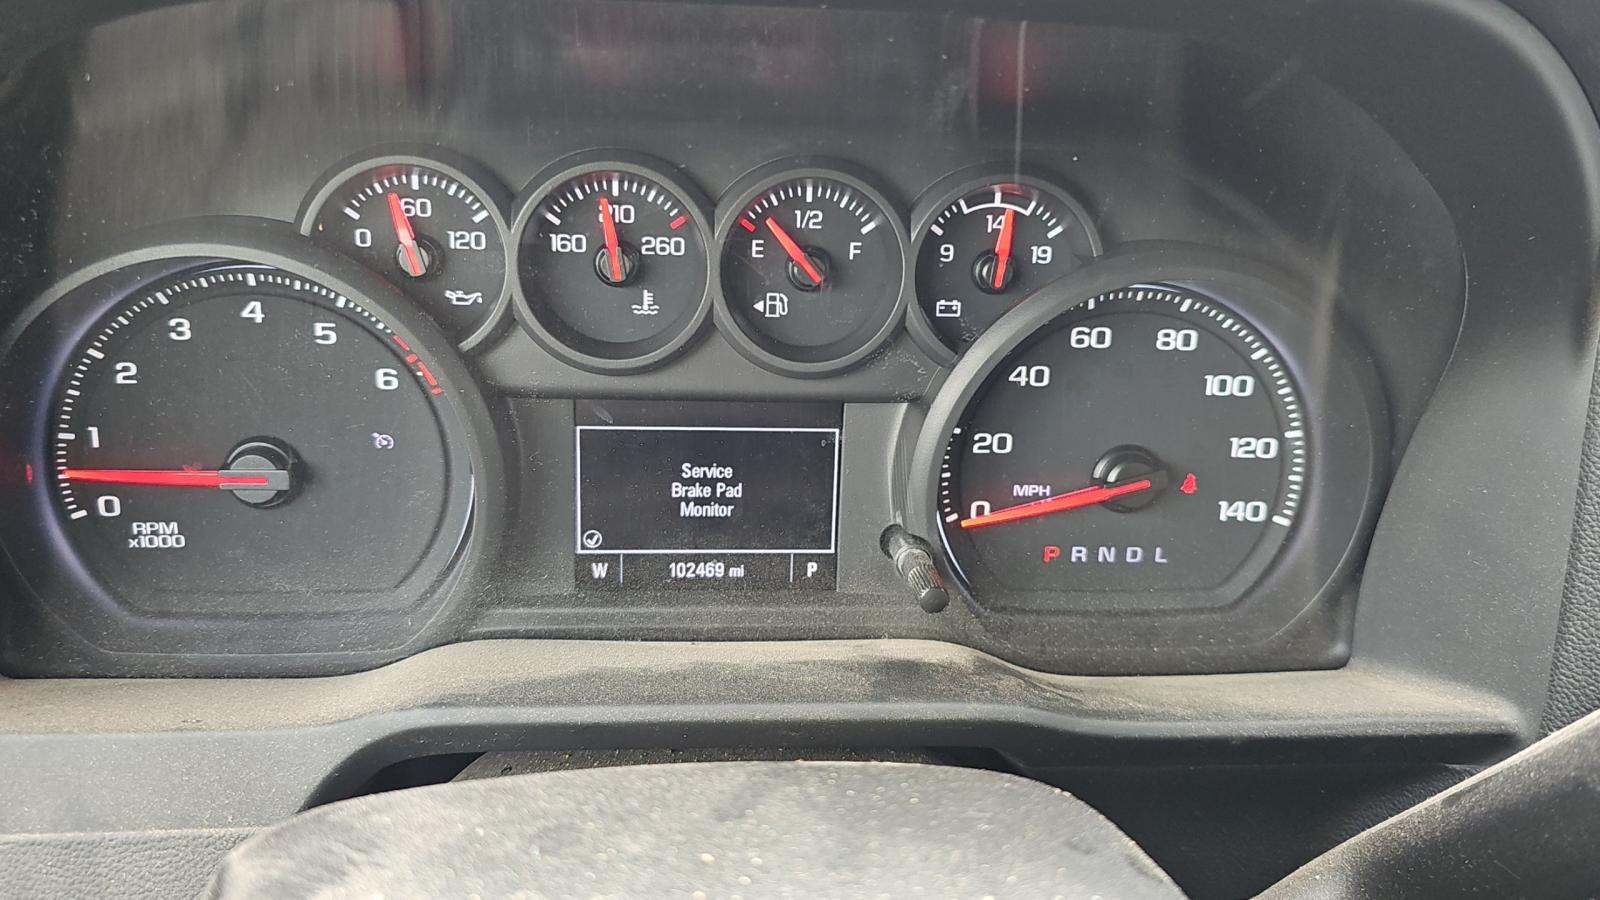 0 60 120
160 210 260
E 1/2 F
9 14 19
0 1 2 3 4 5 6
RPM
x1000
Service
Brake Pad
Monitor
W 102469 mi P
0 20 40 60 80 100 120 140
MPH
P R N D L